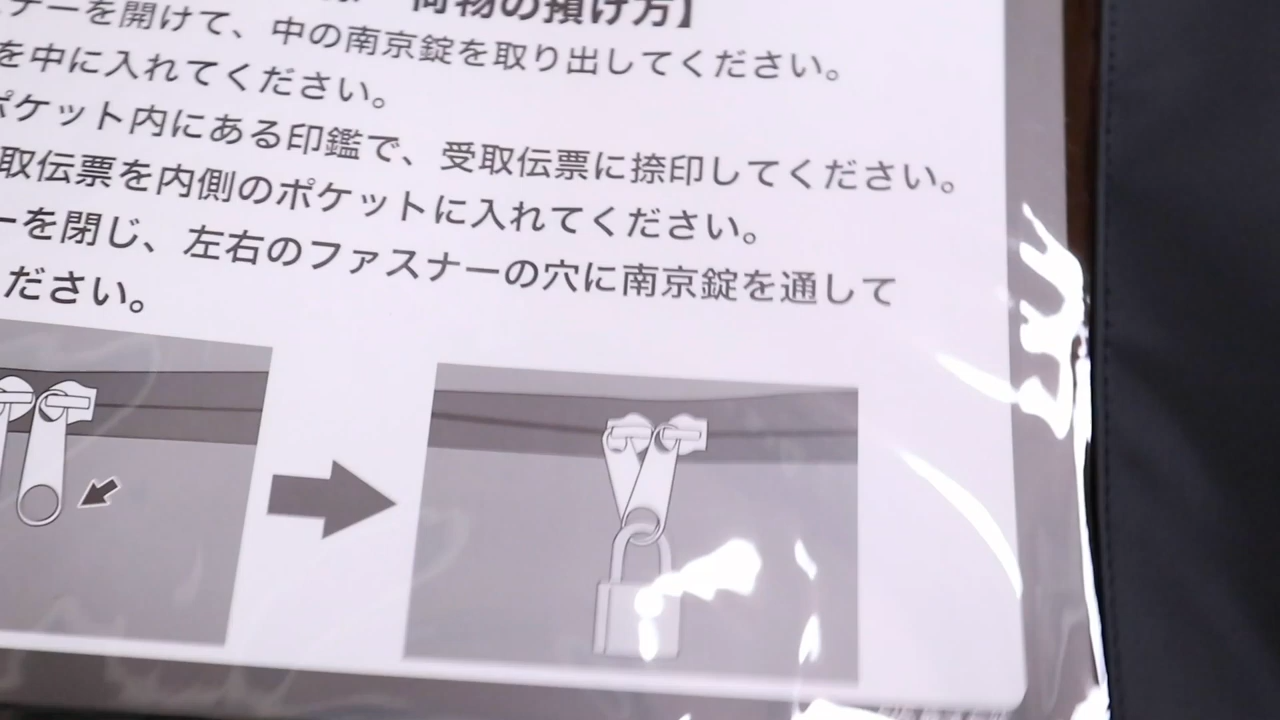 荷物の預け方】
ナーを開けて、中の南京錠を取り出してください。
を中に入れてください。
ポケット内にある印鑑で、受取伝票に捺印してください。
取伝票を内側のポケットに入れてください。
ーを閉じ、左右のファスナーの穴に南京錠を通して
ださい。